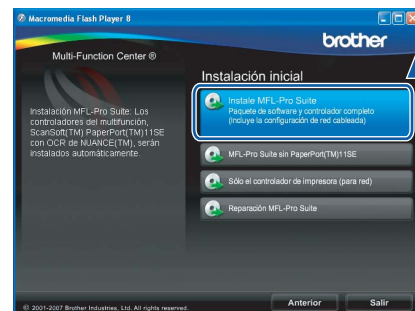 Macromedia Flash Player 8
brother
Multi-Function Center ®
Instalación inicial
Instalación MFL-Pro Suite: Los
controladores del multifunción,
ScanSoft(TM) PaperPort(TM)11SE
con OCR de NUANCE(TM), serán
instalados automáticamente.
Instale MFL-Pro Suite
Paquete de software y controlador completo
(Incluye la configuración de red cableada)
MFL-Pro Suite sin PaperPort(TM)11SE
Sólo el controlador de impresora (para red)
Reparación MFL-Pro Suite
© 2001-2007 Brother Industries, Ltd. All rights reserved.
Anterior
Salir